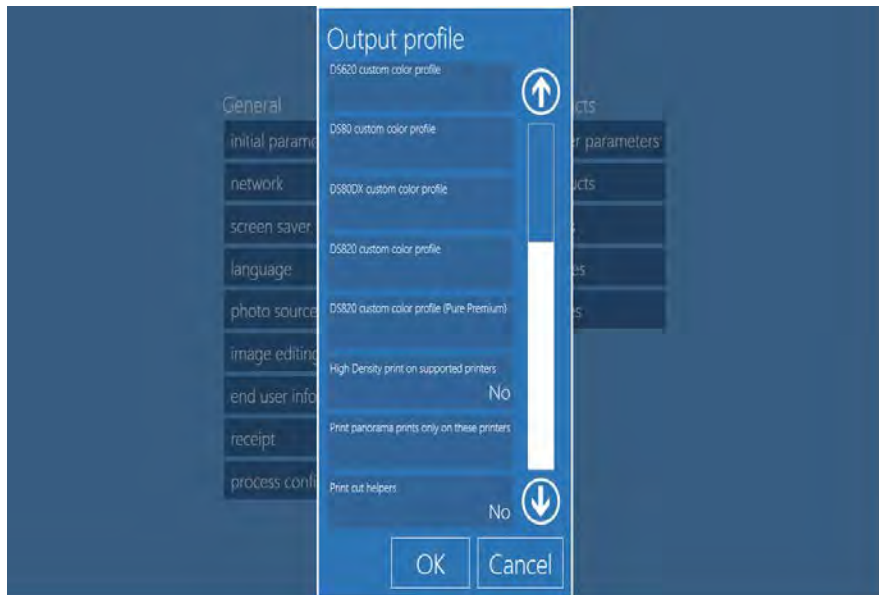 Output profile
DS620 custom color profile
DS80 custom color profile
DS80DX custom color profile
DS820 custom color profile
DS820 custom color profile (Pure Premium)
High Density print on supported printers
No
Print panorama prints only on these printers
Print cut helpers
No
OK
Cancel
General
initial param
network
screen saver
language
photo source
image editing
end user info
receipt
process confi
cts
r parameters
ucts
es